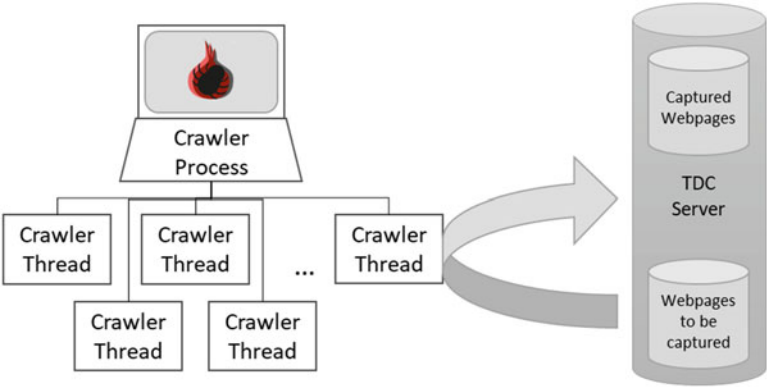 Crawler
Process
Crawler
Thread
Crawler
Thread
...
Crawler
Thread
Crawler
Thread
Crawler
Thread
Captured
Webpages
TDC
Server
Webpages
to be
captured